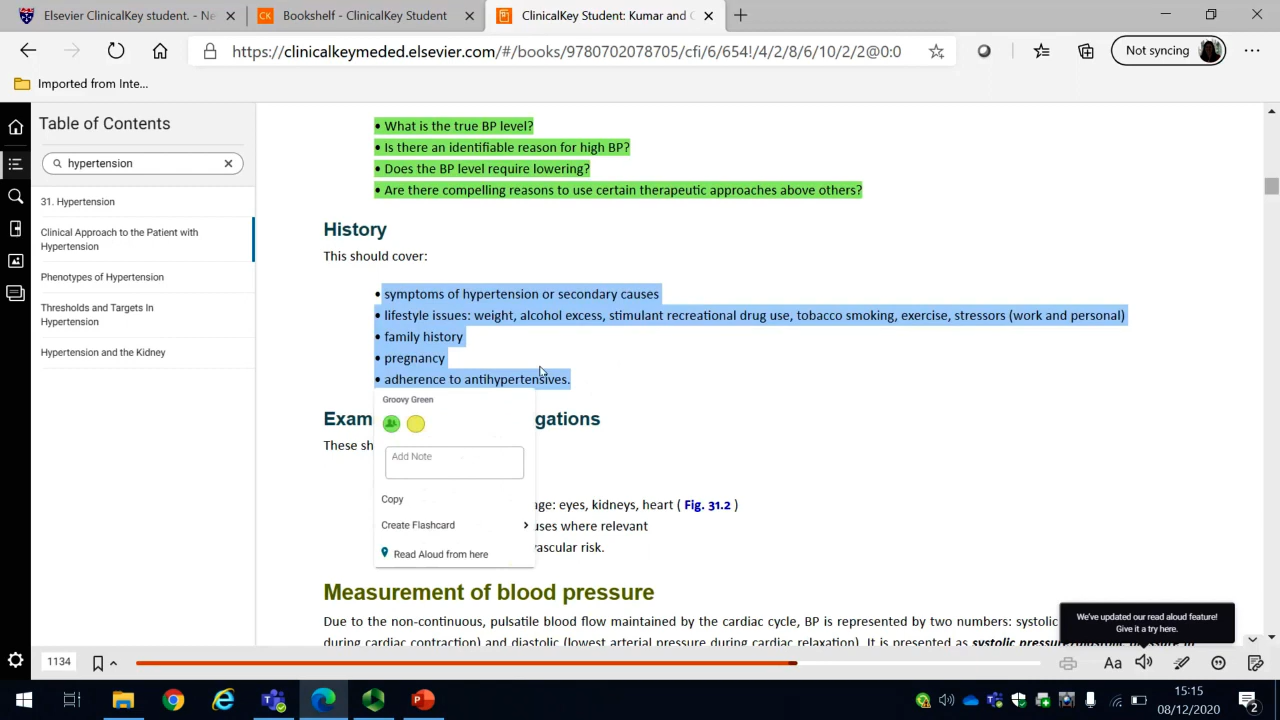 Elsevier ClinicalKey student. - Ne
Bookshelf - ClinicalKey Student
ClinicalKey Student: Kumar and C
https://clinicalkeymeded.elsevier.com/#/books/9780702078705/cfi/6/654!/4/2/8/6/10/2/2@0:0
Not syncing
Imported from Inte...
Table of Contents
hypertension
31. Hypertension
Clinical Approach to the Patient with
Hypertension
Phenotypes of Hypertension
Thresholds and Targets In
Hypertension
Hypertension and the Kidney
• What is the true BP level?
• Is there an identifiable reason for high BP?
• Does the BP level require lowering?
• Are there compelling reasons to use certain therapeutic approaches above others?
History
This should cover:
• symptoms of hypertension or secondary causes
• lifestyle issues: weight, alcohol excess, stimulant recreational drug use, tobacco smoking, exercise, stressors (work and personal)
• family history
• pregnancy
• adherence to antihypertensives.
Groovy Green
Add Note
Copy
Create Flashcard
Read Aloud from here
Exam gations
These sh
age: eyes, kidneys, heart ( Fig. 31.2 )
uses where relevant
vascular risk.
Measurement of blood pressure
Due to the non-continuous, pulsatile blood flow maintained by the cardiac cycle, BP is represented by two numbers: systolic
during cardiac contraction) and diastolic (lowest arterial pressure during cardiac relaxation). It is presented as systolic
We've updated our read aloud feature!
Give it a try here.
1134
Aa
15:15
08/12/2020
2